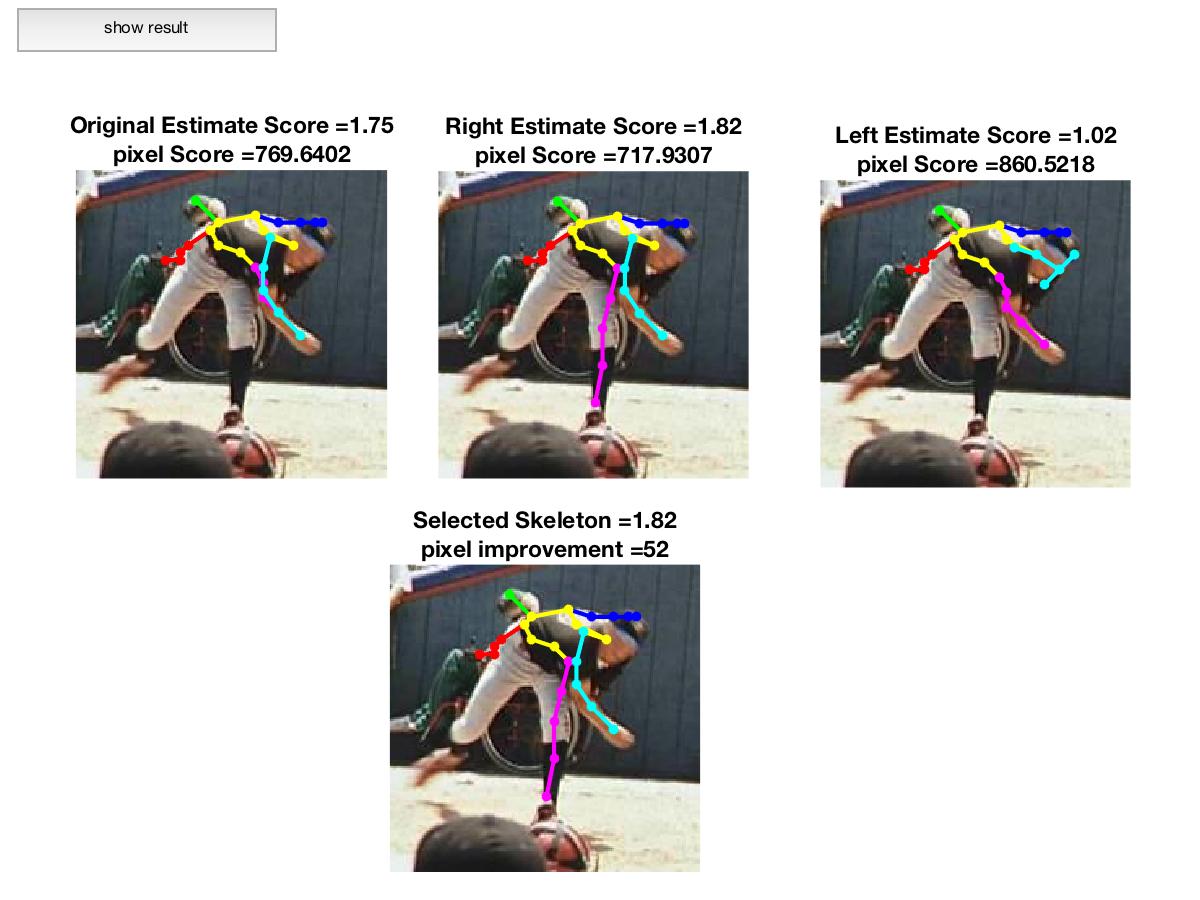 show result
Original Estimate Score =1.75
pixel Score =769.6402
Right Estimate Score =1.82
pixel Score =717.9307
Left Estimate Score =1.02
pixel Score =860.5218
Selected Skeleton =1.82
pixel improvement =52